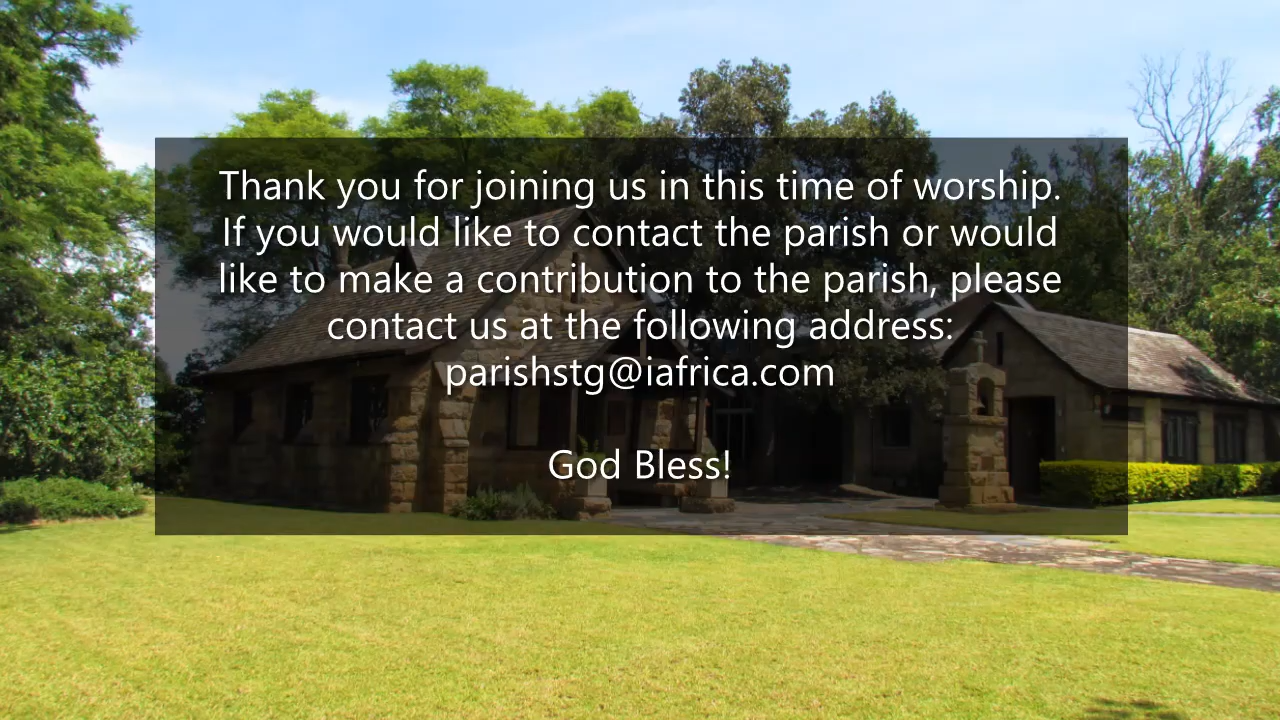 Thank you for joining us in this time of worship.
If you would like to contact the parish or would
like to make a contribution to the parish, please
contact us at the following address:
parishstg@iafrica.com
God Bless!